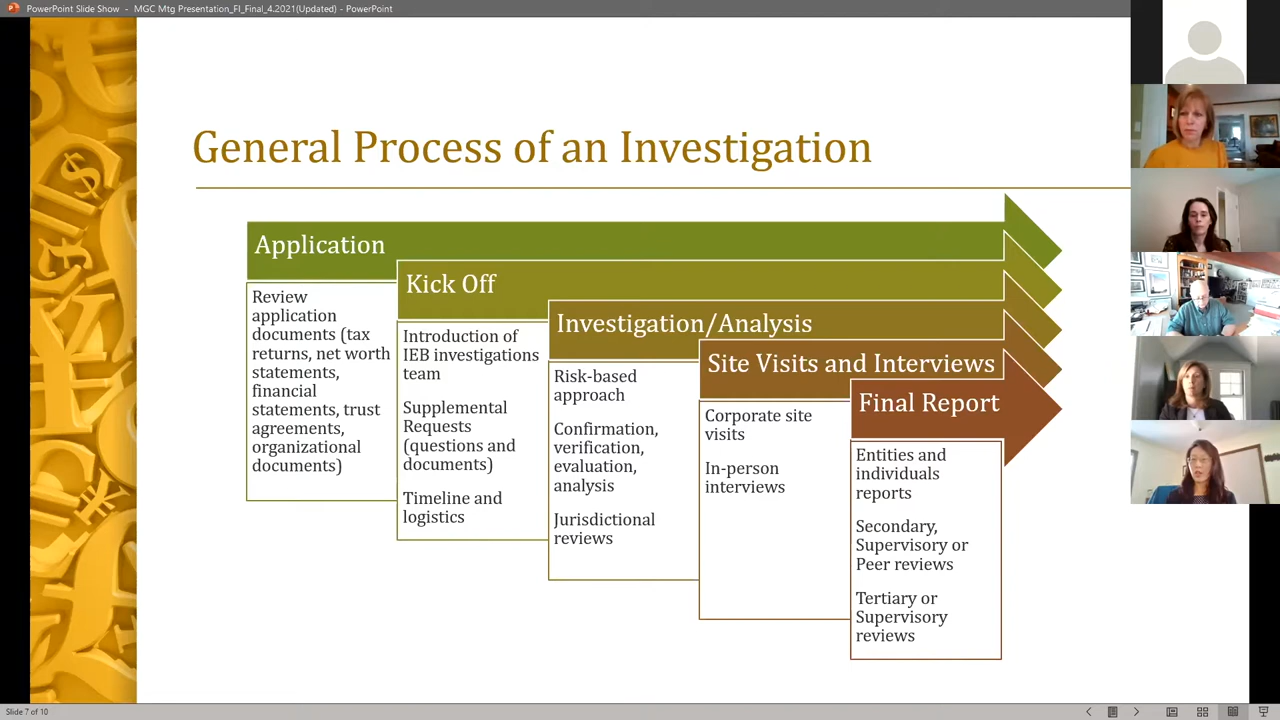 PowerPoint Slide Show - MGC Mtg Presentation_FI_Final_4.2021(Updated) - PowerPoint
General Process of an Investigation
Application
Review
application
documents (tax
returns, net worth
statements,
financial
statements, trust
agreements,
organizational
documents)
Kick Off
Introduction of
IEB investigations
team
Supplemental
Requests
(questions and
documents)
Timeline and
logistics
Investigation/Analysis
Risk-based
approach
Confirmation,
verification,
evaluation,
analysis
Jurisdictional
reviews
Site Visits and Interviews
Corporate site
visits
In-person
interviews
Final Report
Entities and
individuals
reports
Secondary,
Supervisory or
Peer reviews
Tertiary or
Supervisory
reviews
Slide 7 of 10